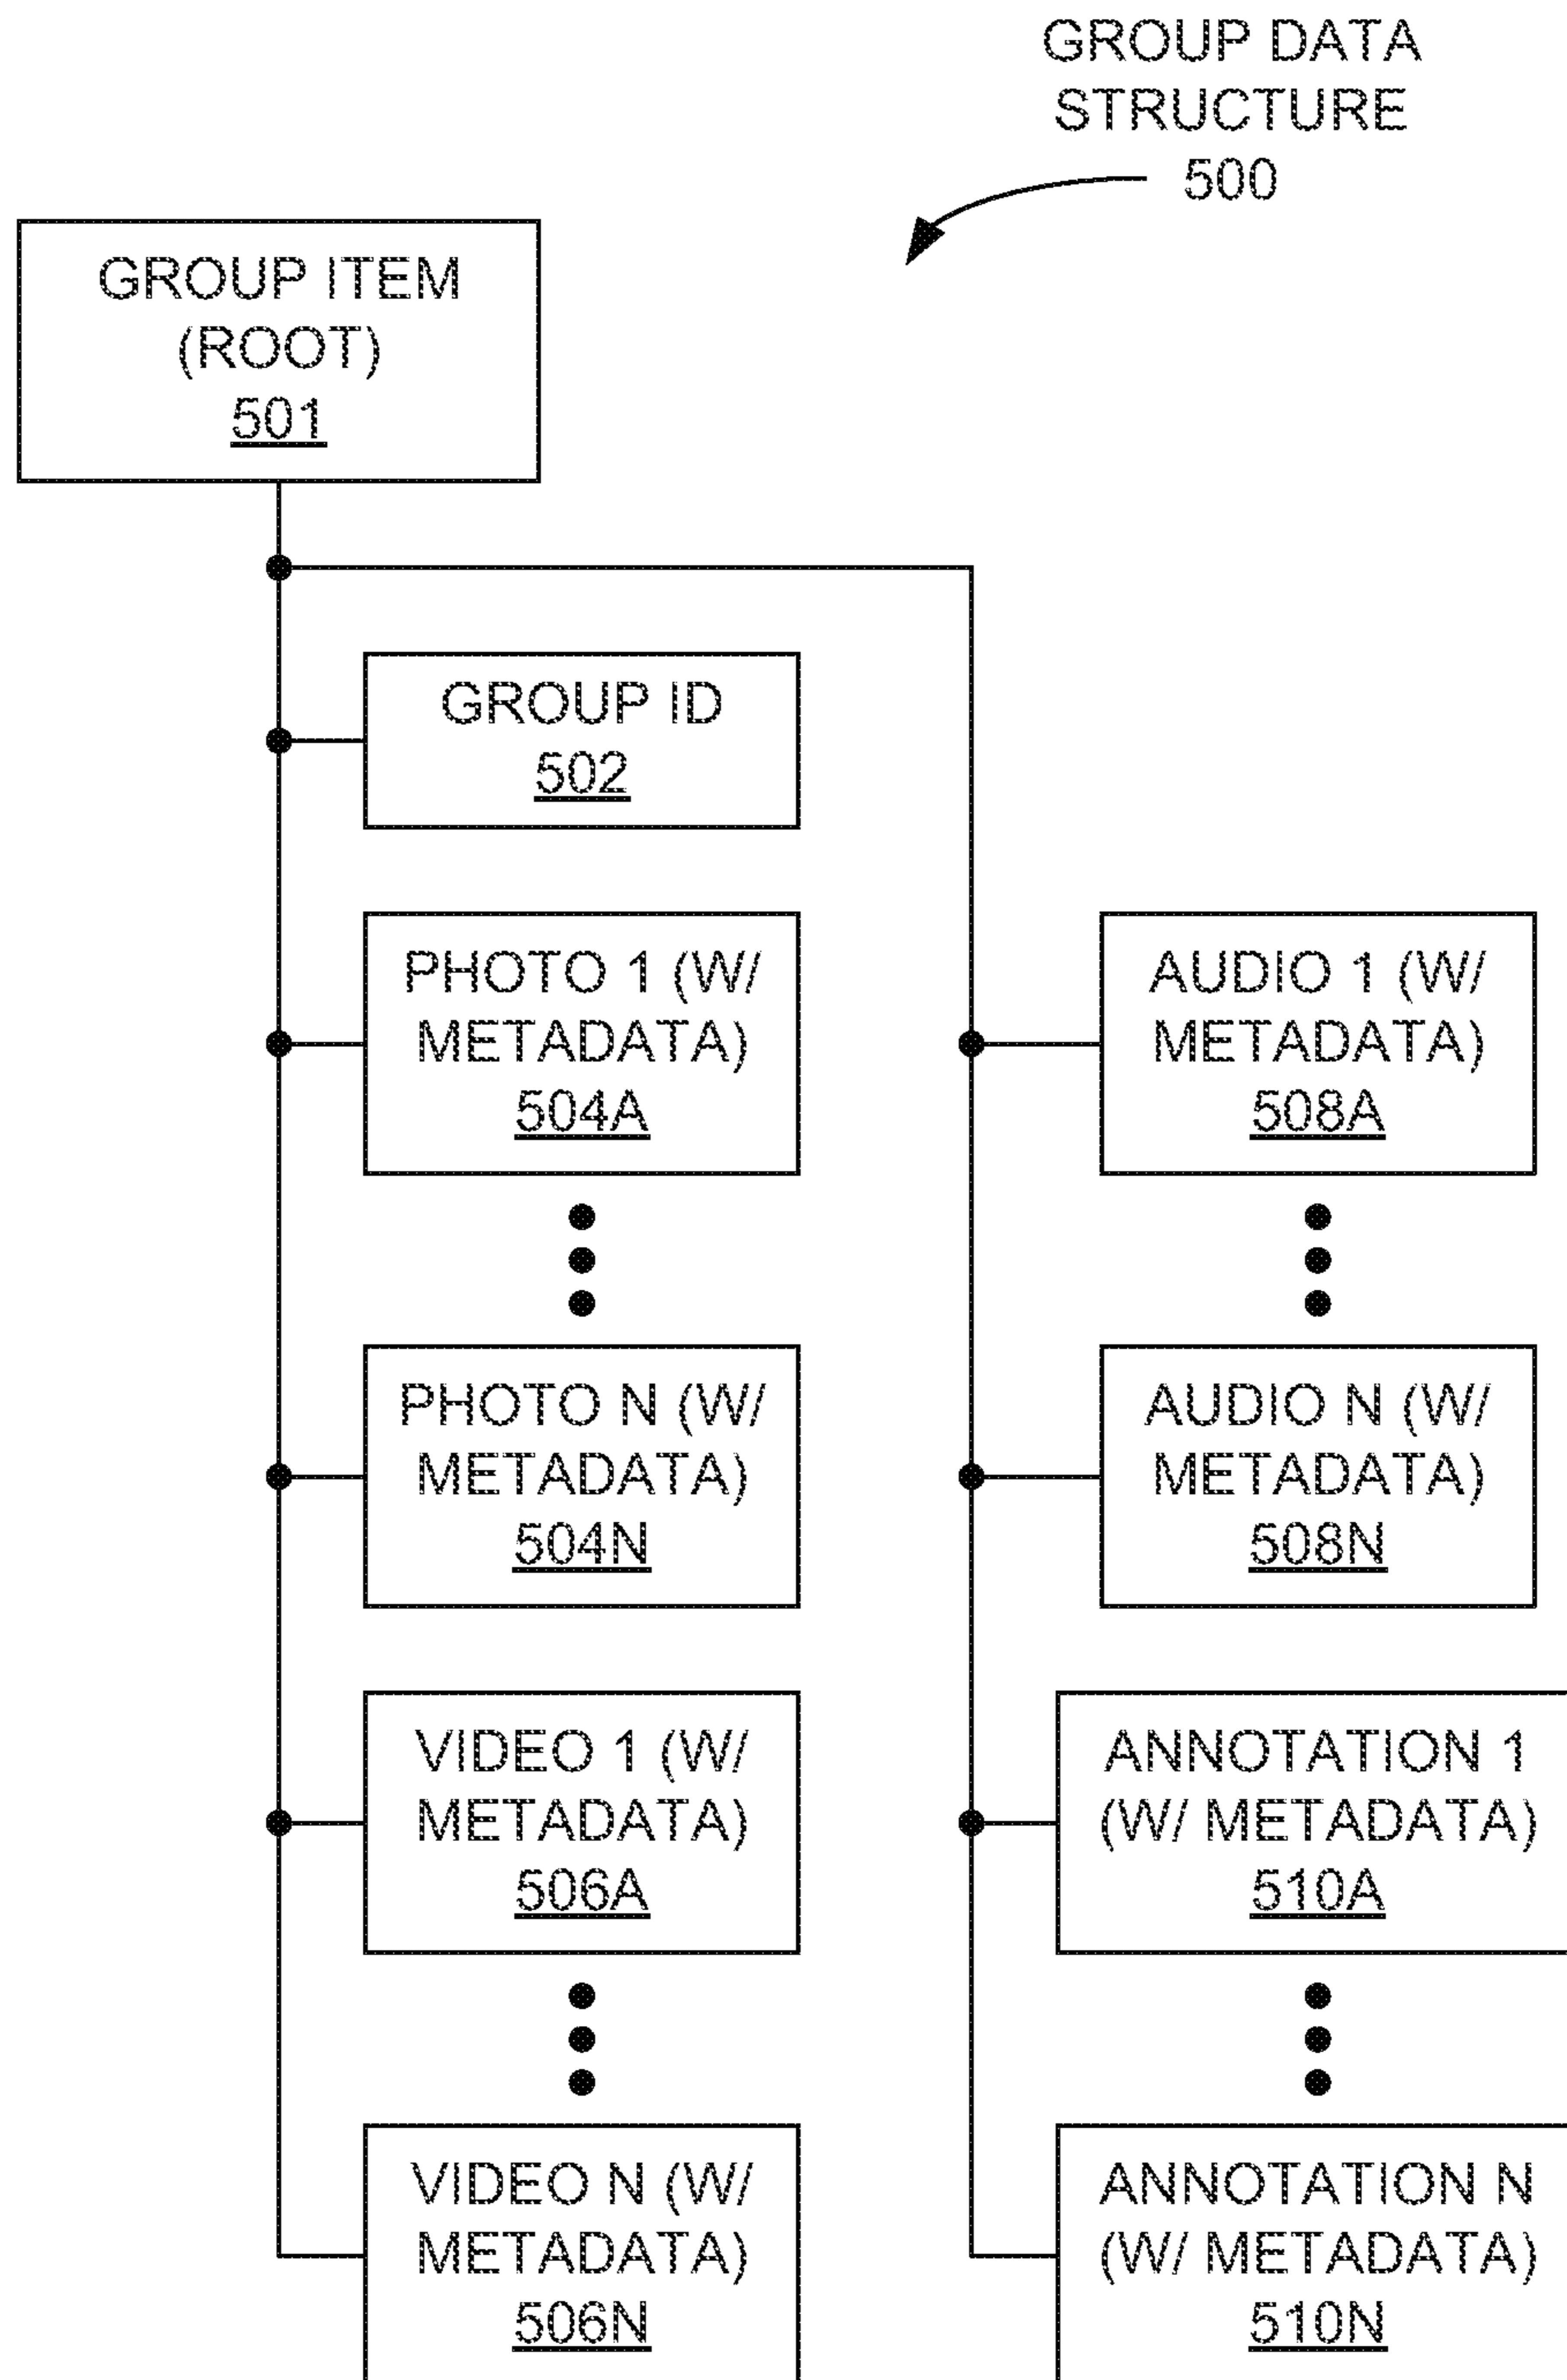 GROUP DATA
STRUCTURE
500
GROUP ITEM
(ROOT)
501
GROUP ID
502
PHOTO 1 (W/
METADATA)
504A
PHOTO N (W/
METADATA)
504N
VIDEO 1 (W/
METADATA)
506A
VIDEO N (W/
METADATA)
506N
AUDIO 1 (W/
METADATA)
508A
AUDIO N (W/
METADATA)
508N
ANNOTATION 1
(W/ METADATA)
510A
ANNOTATION N
(W/ METADATA)
510N